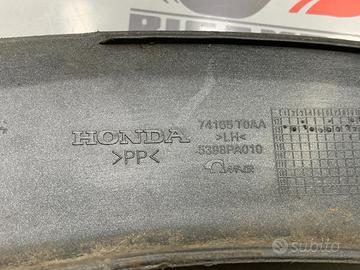 HONDA
>PP<
74165 T0AA
>LH<
5398PA010
subito